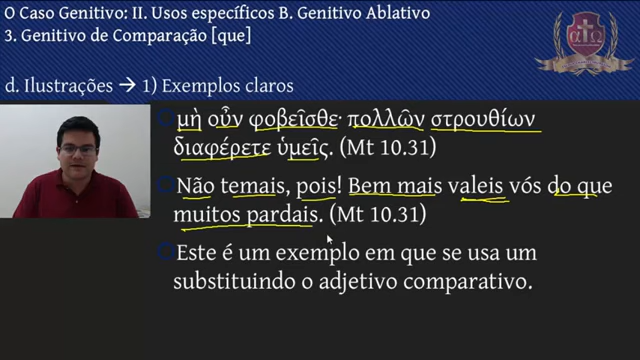 O Caso Genitivo: II. Usos específicos B. Genitivo Ablativo
3. Genitivo de Comparação [que]
d. Ilustrações → 1) Exemplos claros
μὴ οὖν φοβεῖσθε· πολλῶν στρουθίων
διαφέρετε ὑμεῖς. (Mt 10.31)
Não temais, pois! Bem mais valeis vós do que
muitos pardais. (Mt 10.31)
Este é um exemplo em que se usa um
substituindo o adjetivo comparativo.